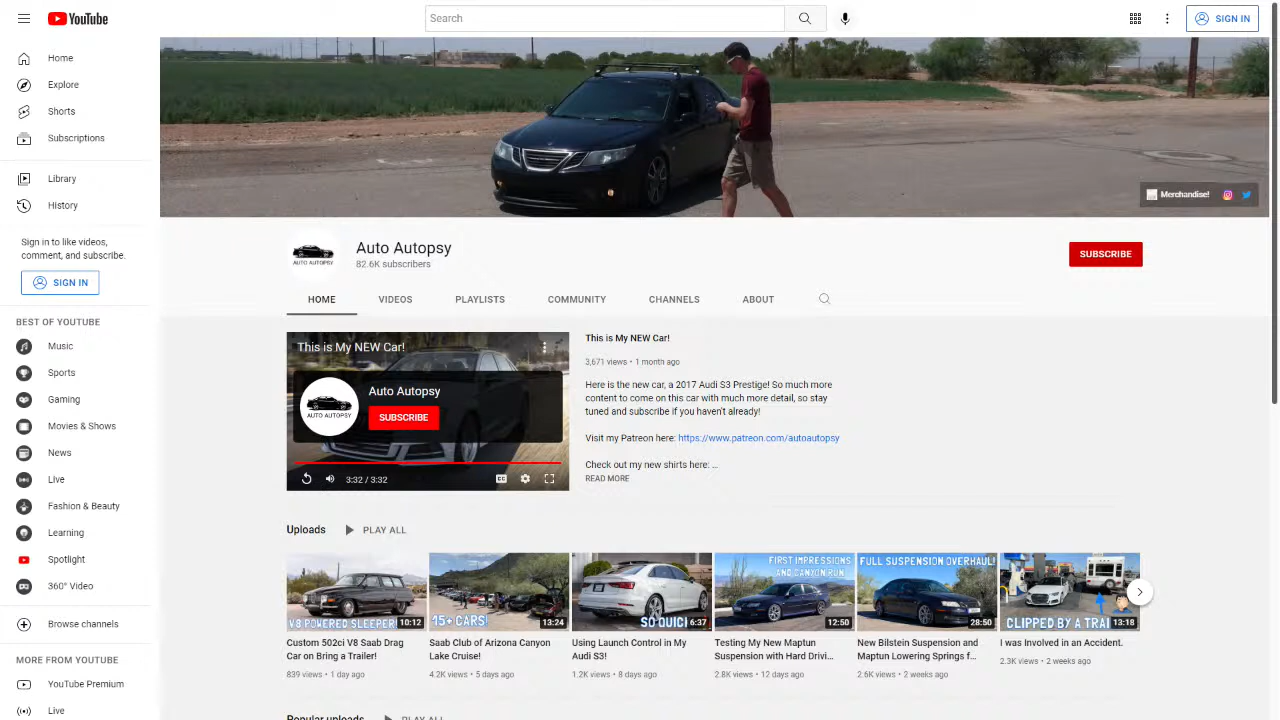 YouTube
Search
SIGN IN
Home
Explore
Shorts
Subscriptions
Library
History
Sign in to like videos,
comment, and subscribe.
SIGN IN
BEST OF YOUTUBE
Music
Sports
Gaming
Movies & Shows
News
Live
Fashion & Beauty
Learning
Spotlight
360° Video
Browse channels
MORE FROM YOUTUBE
YouTube Premium
Live
Merchandise!
AUTO AUTOPSY
Auto Autopsy
82.6K subscribers
SUBSCRIBE
HOME
VIDEOS
PLAYLISTS
COMMUNITY
CHANNELS
ABOUT
This is My NEW Car!
AUTO AUTOPSY
Auto Autopsy
SUBSCRIBE
3:32 / 3:32
CC
This is My NEW Car!
3,671 views • 1 month ago
Here is the new car, a 2017 Audi S3 Prestige! So much more
content to come on this car with much more detail, so stay
tuned and subscribe if you haven't already!
Visit my Patreon here: https://www.patreon.com/autoautopsy
Check out my new shirts here: ...
READ MORE
Uploads
PLAY ALL
V8 POWERED SLEEPER
10:12
Custom 502ci V8 Saab Drag
Car on Bring a Trailer!
839 views • 1 day ago
15+ CARS!
13:24
Saab Club of Arizona Canyon
Lake Cruise!
4.2K views • 5 days ago
SO QUICK
6:37
Using Launch Control in My
Audi S3!
1.2K views • 8 days ago
FIRST IMPRESSIONS
AND CANYON RUN
12:50
Testing My New Maptun
Suspension with Hard Drivi...
2.8K views • 12 days ago
FULL SUSPENSION OVERHAUL!
28:50
New Bilstein Suspension and
Maptun Lowering Springs f...
2.6K views • 2 weeks ago
CLIPPED BY A
13:18
I was Involved in an Accident.
2.3K views • 2 weeks ago
Popular uploads
PLAY ALL